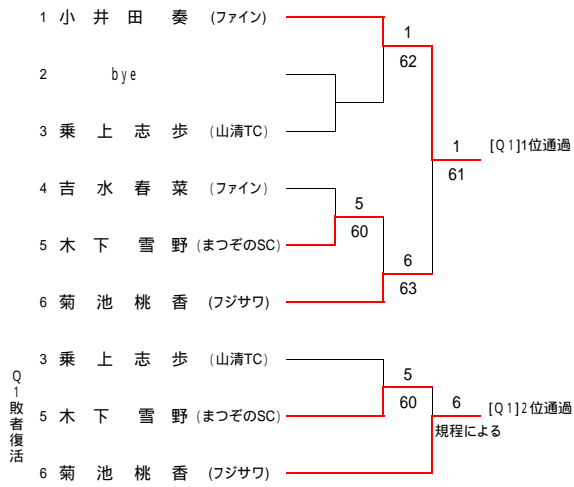 1 小 井 田 奏 (ファイン)
1
62
2 bye
3 乗 上 志 歩 (山清TC)
1
61
[Q1]1位通過
4 吉 水 春 菜 (ファイン)
5
60
5 木 下 雪 野 (まつぞのSC)
6
63
6 菊 池 桃 香 (フジサワ)
Q1敗者復活
3 乗 上 志 歩 (山清TC)
5
60
5 木 下 雪 野 (まつぞのSC)
6
規程による
[Q1]2位通過
6 菊 池 桃 香 (フジサワ)